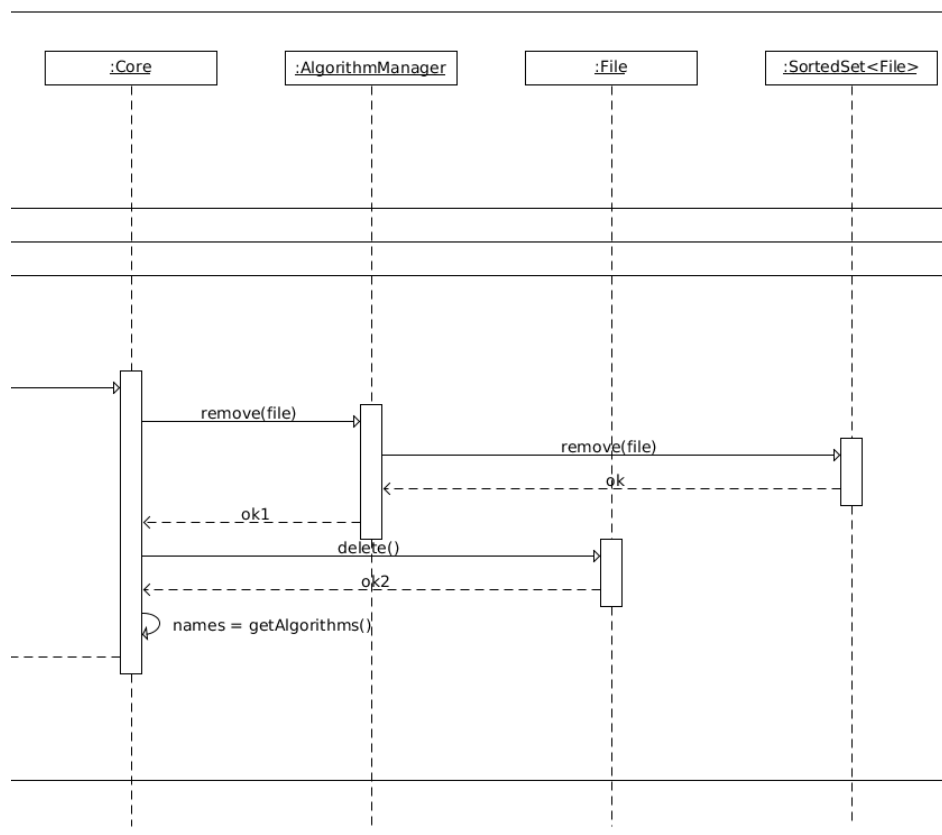 :Core
:AlgorithmManager
:File
:SortedSet<File>
remove(file)
remove(file)
ok
ok1
delete()
ok2
names = getAlgorithms()